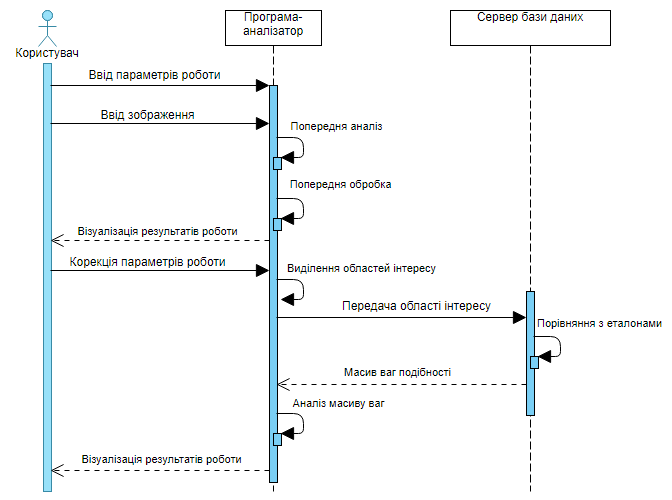 Користувач
Програма-
аналізатор
Сервер бази даних
Ввід параметрів роботи
Ввід зображення
Попередня аналіз
Попередня обробка
Візуалізація результатів роботи
Корекція параметрів роботи
Виділення областей інтересу
Передача області інтересу
Порівняння з еталонами
Масив ваг подібності
Аналіз масиву ваг
Візуалізація результатів роботи